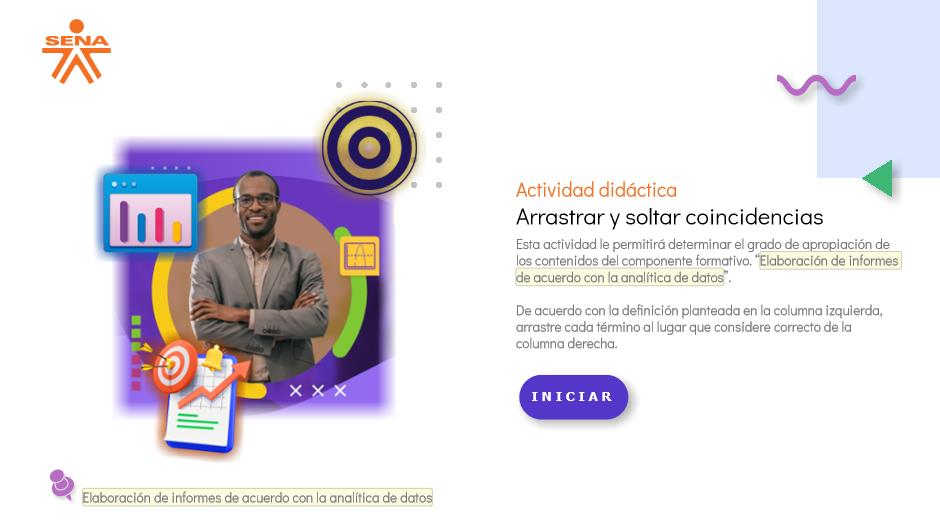 SENA
Actividad didáctica
Arrastrar y soltar coincidencias
Esta actividad le permitirá determinar el grado de apropiación de
los contenidos del componente formativo. “Elaboración de informes
de acuerdo con la analítica de datos”.
De acuerdo con la definición planteada en la columna izquierda,
arrastre cada término al lugar que considere correcto de la
columna derecha.
INICIAR
Elaboración de informes de acuerdo con la analítica de datos